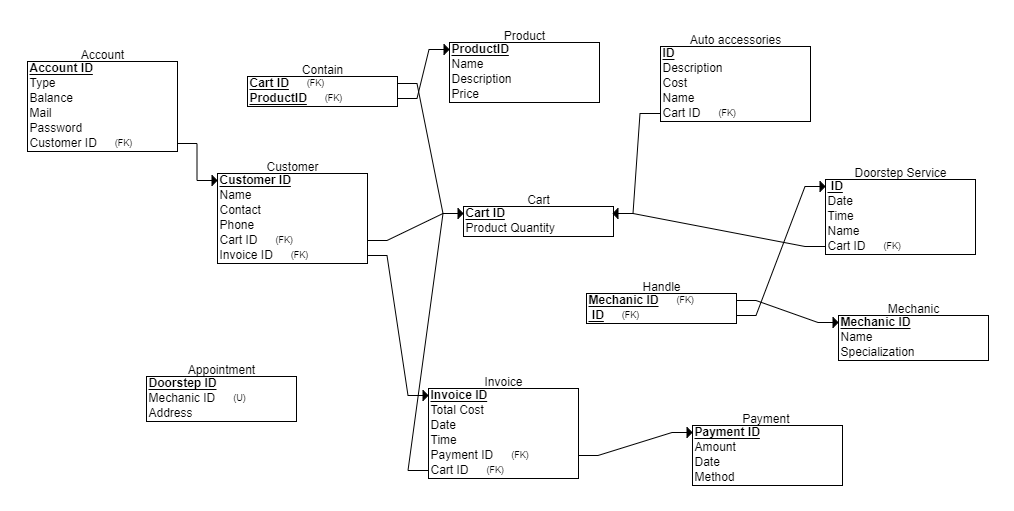 Account
Account ID
Type
Balance
Mail
Password
Customer ID (FK)
Contain
Cart ID (FK)
ProductID (FK)
Product
ProductID
Name
Description
Price
Auto accessories
ID
Description
Cost
Name
Cart ID (FK)
Customer
Customer ID
Name
Contact
Phone
Cart ID (FK)
Invoice ID (FK)
Cart
Cart ID
Product Quantity
Doorstep Service
ID
Date
Time
Name
Cart ID (FK)
Handle
Mechanic ID (FK)
ID (FK)
Mechanic
Mechanic ID
Name
Specialization
Appointment
Doorstep ID
Mechanic ID (U)
Address
Invoice
Invoice ID
Total Cost
Date
Time
Payment ID (FK)
Cart ID (FK)
Payment
Payment ID
Amount
Date
Method